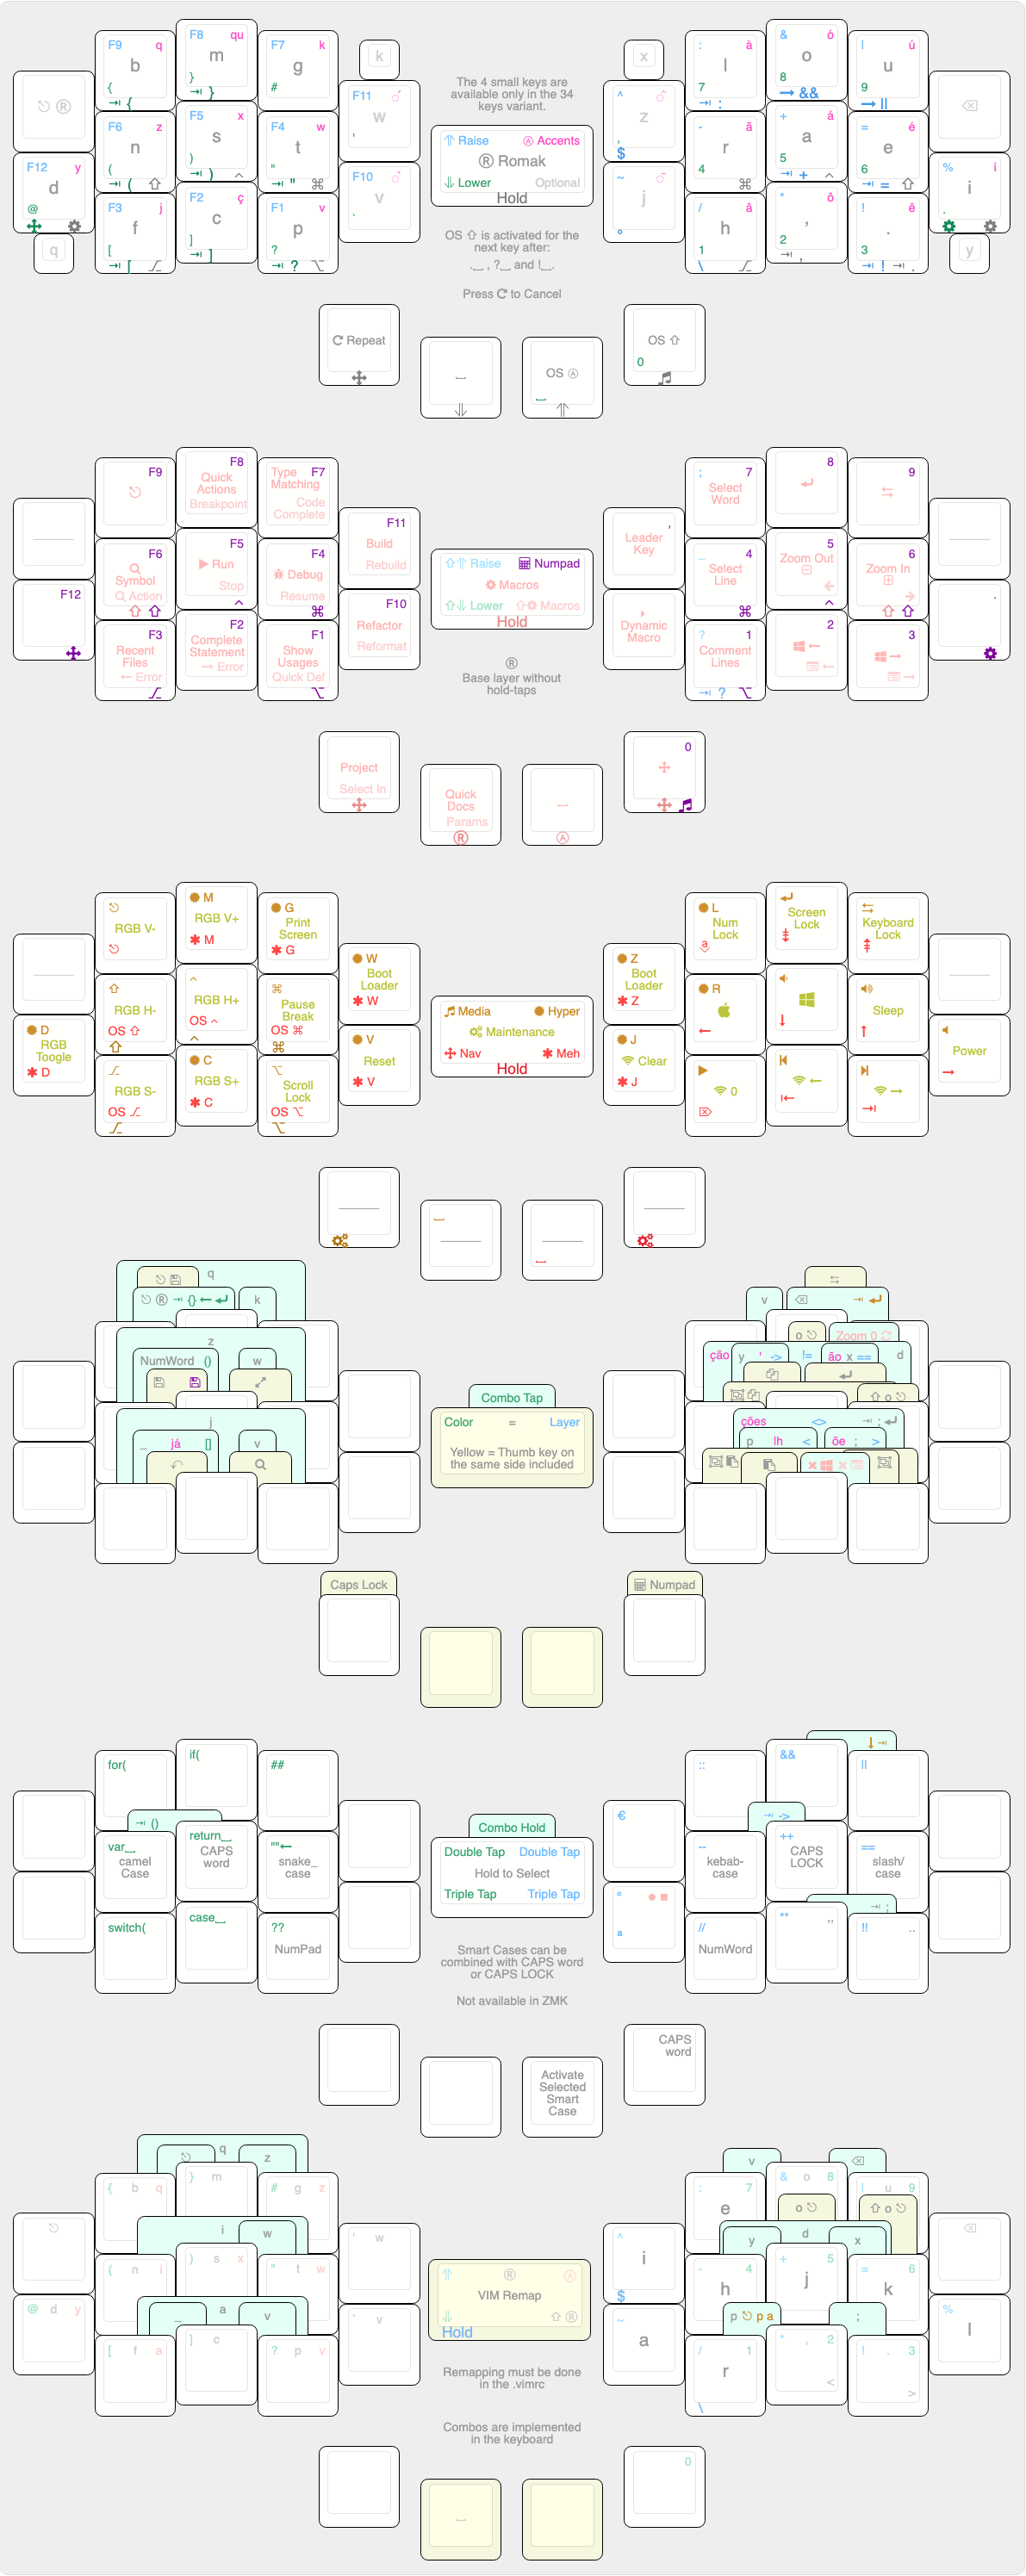 F9 q
b
{
⇥ {
F8 qu
m
}
⇥ }
F7 k
g
#
k
F11 ◌́
w
'
F12 y
d
@
F6 z
n
(
⇥ ( ⇧
F5 x
s
)
⇥ ) ^
F4 w
t
"
⇥ " ⌘
F10 ◌̀
v
`
q
F3 j
f
[
⇥ [ ⌥
F2 ç
c
]
⇥ ]
F1 v
p
?
⇥ ? ⌥
The 4 small keys are
available only in the 34
keys variant.
⇑ Raise Ⓐ Accents
Ⓡ Romak
⇓ Lower Optional
Hold
OS ⇧ is activated for the
next key after:
.⎵ , ?⎵ and !⎵.
Press ⟳ to Cancel
x
: à
l
7
⇥ :
& ó
o
8
→ &&
| ú
u
9
→ ||
^ ◌̂
z
,
$
- ã
r
4
⌘
+ á
a
5
⇥ + ^
= é
e
6
⇥ = ⇧
% í
i
.
~ ◌̃
j
°
/ â
h
1
\ ⌥
* ô
,
2
⇥ ,
! ê
.
3
⇥ ! ⇥ .
y
⟳ Repeat
⎵
OS Ⓐ
⎵
OS ⇧
0
F9
F8
Quick
Actions
Breakpoint
Type F7
Matching
Code
Complete
F11
Build
Rebuild
F12
F6
Symbol
Action
F5
Run
Stop
^
F4
Debug
Resume
⌘
F10
Refactor
Reformat
F3
Recent
Files
← Error
⌥
F2
Complete
Statement
→ Error
F1
Show
Usages
Quick Def
⌥
⇧⇑ Raise Numpad
Macros
⇧⇓ Lower ⇧ Macros
Hold
Ⓡ
Base layer without
hold-taps
; 7
Select
Word
8
9
,
Leader
Key
_ 4
Select
Line
⌘
5
Zoom Out
←
6
Zoom In
→
.
Dynamic
Macro
? 1
Comment
Lines
⇥ ? ⌥
2
←
←
3
→
→
Project
Select In
Quick
Docs
Params
Ⓡ
⎵
Ⓐ
0
RGB V-
M
RGB V+
M
G
Print
Screen
G
W
Boot
Loader
W
D
RGB
Toogle
D
⇧
RGB H-
OS ⇧
⇧
^
RGB H+
OS ^
^
⌘
Pause
Break
OS ⌘
⌘
V
Reset
V
⌥
RGB S-
OS ⌥
⌥
C
RGB S+
C
⌥
Scroll
Lock
OS ⌥
⌥
Media Hyper
Maintenance
Nav Meh
Hold
L
Num
Lock
Screen
Lock
Keyboard
Lock
Z
Boot
Loader
Z
R
←
↓
Sleep
↑
Power
→
J
Clear
J
0
←
→
q
Ⓡ ⇥ {} ← ↵
k
z
NumWord ()
w
j
_ já []
v
Combo Tap
Color = Layer
Yellow = Thumb key on
the same side included
v
⌫ ⇥ ↵
o
Zoom 0
ção y ' -> != ão x == d
⇧ o
ções <> ⇥ ; ↵
p lh < õe ; >
Caps Lock
Numpad
for(
if(
##
⇥ ()
var⎵
camel
Case
return⎵
CAPS
word
""←
snake_
case
switch(
case⎵
??
NumPad
Combo Hold
Double Tap Double Tap
Hold to Select
Triple Tap Triple Tap
Smart Cases can be
combined with CAPS word
or CAPS LOCK
Not available in ZMK
↓ ⇥
::
&&
||
€
⇥ ->
--
kebab-
case
++
CAPS
LOCK
==
slash/
case
º
ª
⇥ ;
//
NumWord
** ,,
!! ..
CAPS
word
Activate
Selected
Smart
Case
q
z
{ b q
} m
# g z
i
w
' w
( n i
) s x
" t w
@ d y
a
_ v
` v
[ f a
] c
? p v
⇑ Ⓡ Ⓐ
VIM Remap
⇓ ⇧ Ⓡ
Hold
Remapping must be done
in the .vimrc
Combos are implemented
in the keyboard
v
⌫
: 7
e
& o 8
o
| u 9
⇧ o
^
i
$
y d x
- 4
h
+ 5
j
= 6
k
%
l
~
a
p p a
;
/ 1
r
\
* , 2
<
! . 3
>
⎵
0